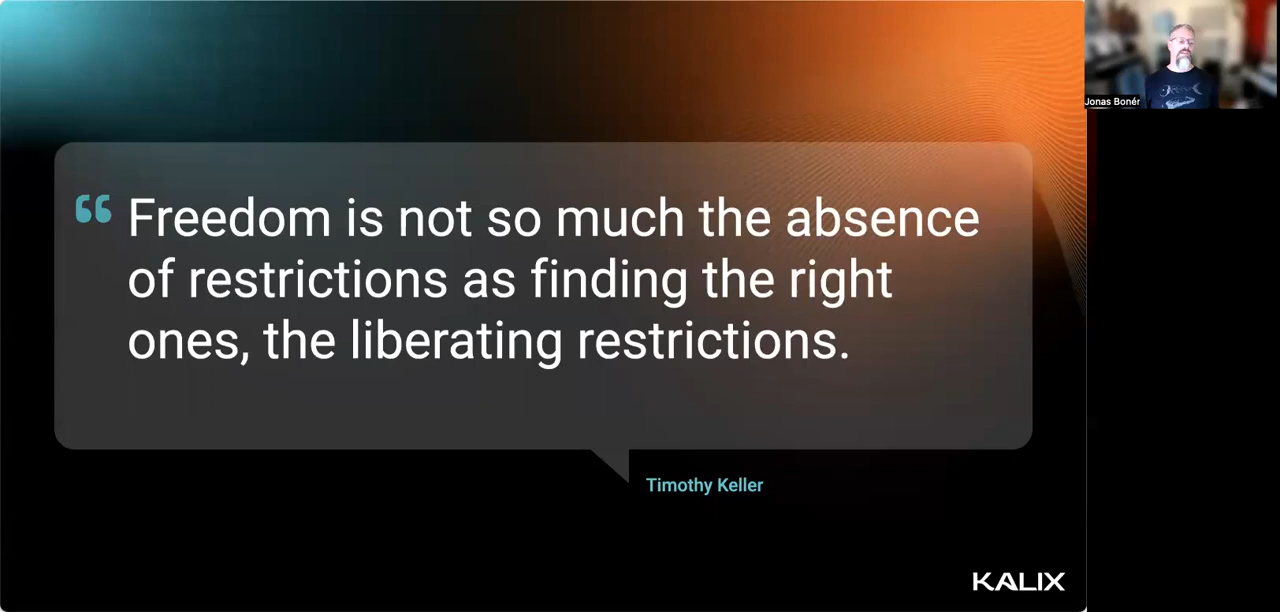 “ Freedom is not so much the absence
of restrictions as finding the right
ones, the liberating restrictions.
Timothy Keller
KALIX
Jonas Bonér